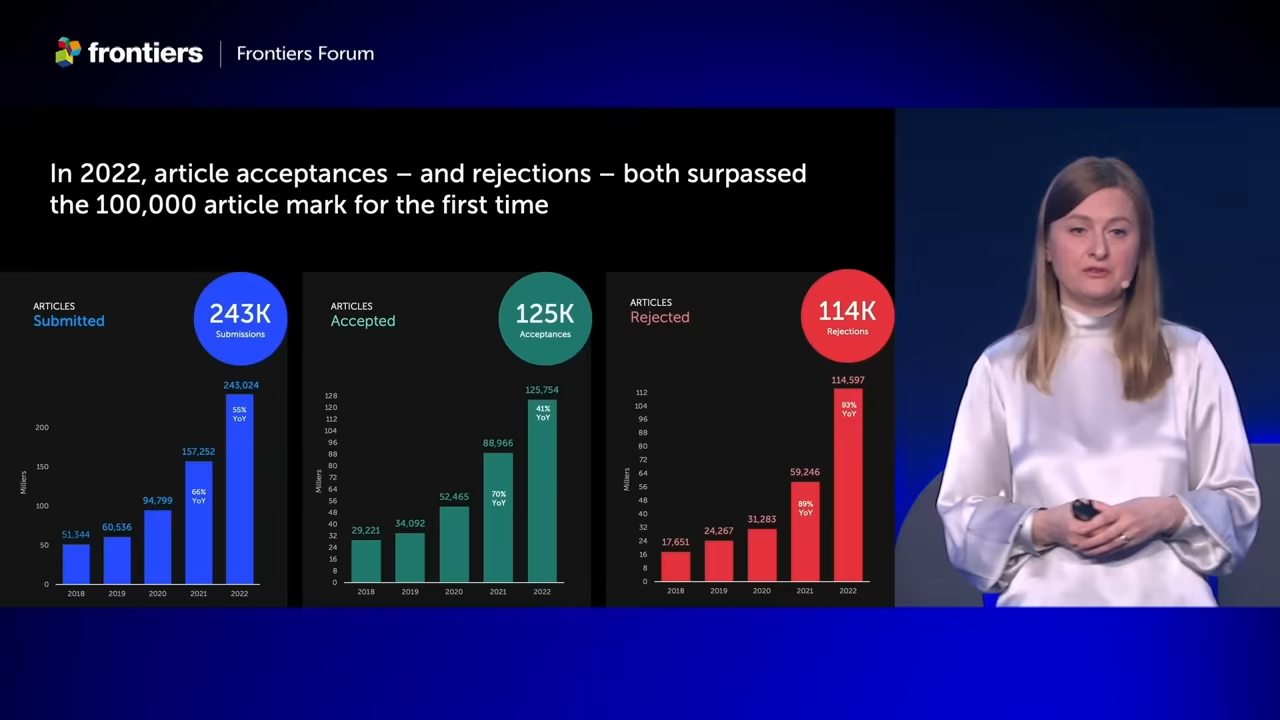 frontiers
Frontiers Forum
In 2022, article acceptances – and rejections – both surpassed
the 100,000 article mark for the first time
ARTICLES
Submitted
243K
Submissions
Milliers
200
150
100
50
0
51,344
60,536
94,799
157,252
66%
YoY
243,024
55%
YoY
2018
2019
2020
2021
2022
ARTICLES
Accepted
125K
Acceptances
Milliers
128
120
112
104
96
88
80
72
64
56
48
40
32
24
16
8
0
29,221
34,092
52,465
88,966
70%
YoY
125,754
41%
YoY
2018
2019
2020
2021
2022
ARTICLES
Rejected
114K
Rejections
Milliers
112
104
96
88
80
72
64
56
48
40
32
24
16
8
0
17,651
24,267
31,283
59,246
89%
YoY
114,597
93%
YoY
2018
2019
2020
2021
2022